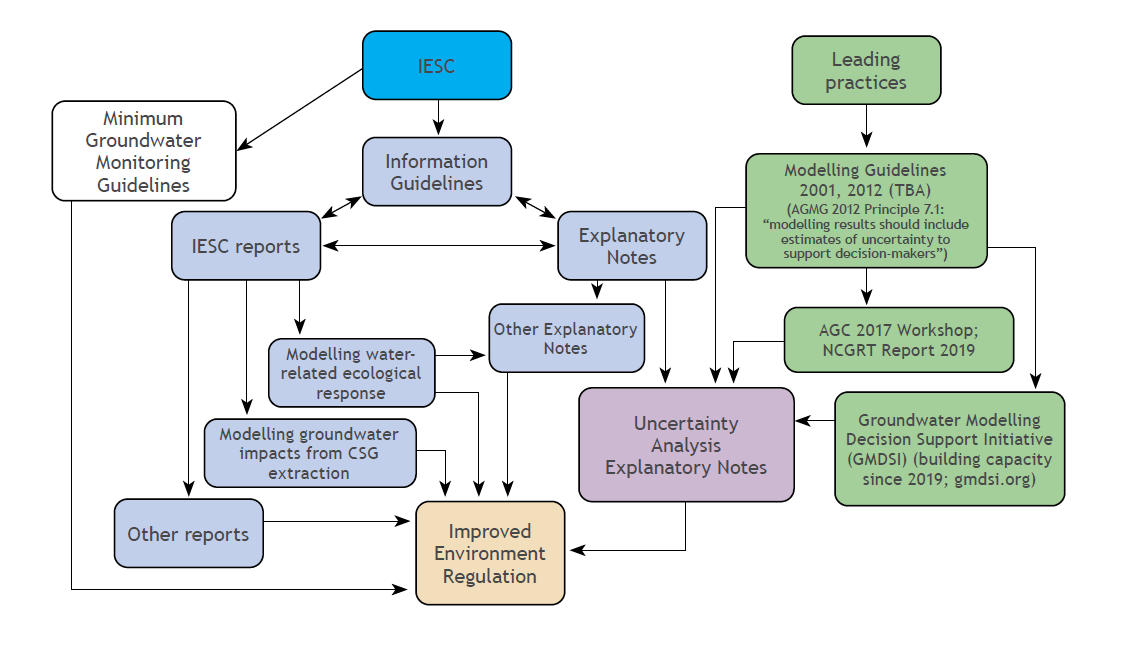 IESC
Leading
practices
Minimum
Groundwater
Monitoring
Guidelines
Information
Guidelines
Modelling Guidelines
2001, 2012 (TBA)
(AGMG 2012 Principle 7.1:
“modelling results should include
estimates of uncertainty to
support decision-makers”)
IESC reports
Explanatory
Notes
Other Explanatory
Notes
AGC 2017 Workshop;
NCGRT Report 2019
Modelling water-
related ecological
response
Uncertainty
Analysis
Explanatory Notes
Groundwater Modelling
Decision Support Initiative
(GMDSI) (building capacity
since 2019; gmdsi.org)
Modelling groundwater
impacts from CSG
extraction
Other reports
Improved
Environment
Regulation